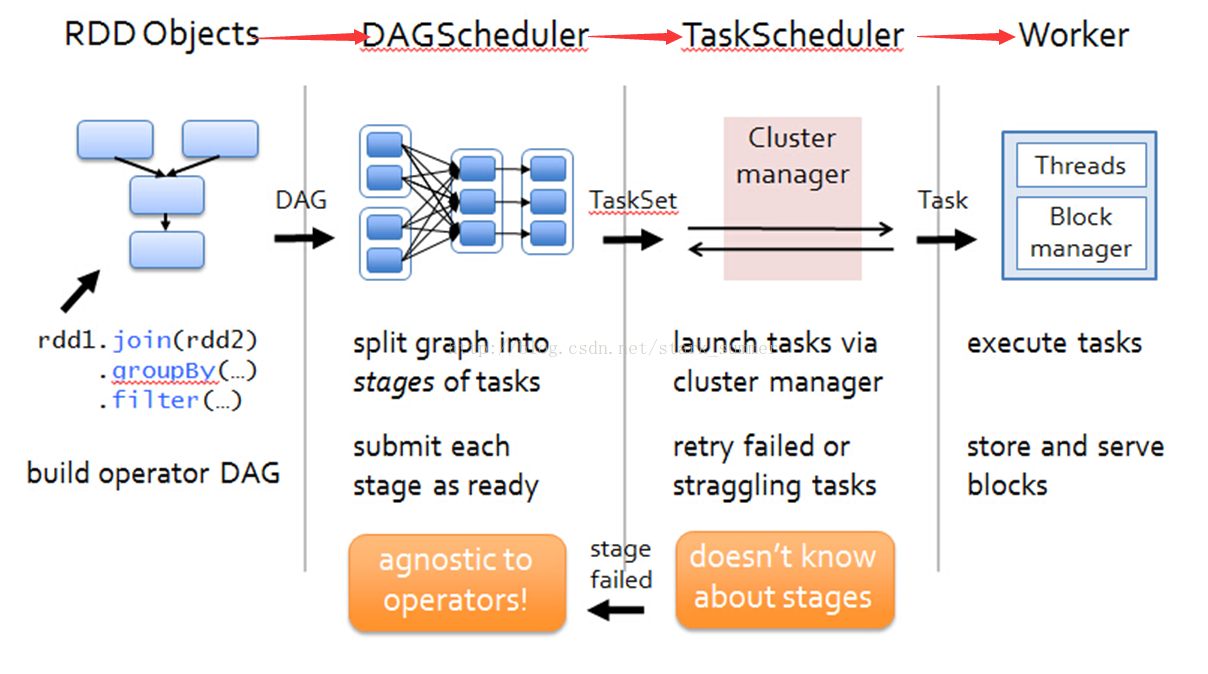 RDD Objects
DAGScheduler
TaskScheduler
Worker
DAG
TaskSet
Cluster
manager
Task
Threads
Block
manager
rdd1.join(rdd2)
.groupBy(…)
.filter(…)
build operator DAG
split graph into
stages of tasks
submit each
stage as ready
agnostic to
operators!
launch tasks via
cluster manager
retry failed or
straggling tasks
stage
failed
doesn’t know
about stages
execute tasks
store and serve
blocks